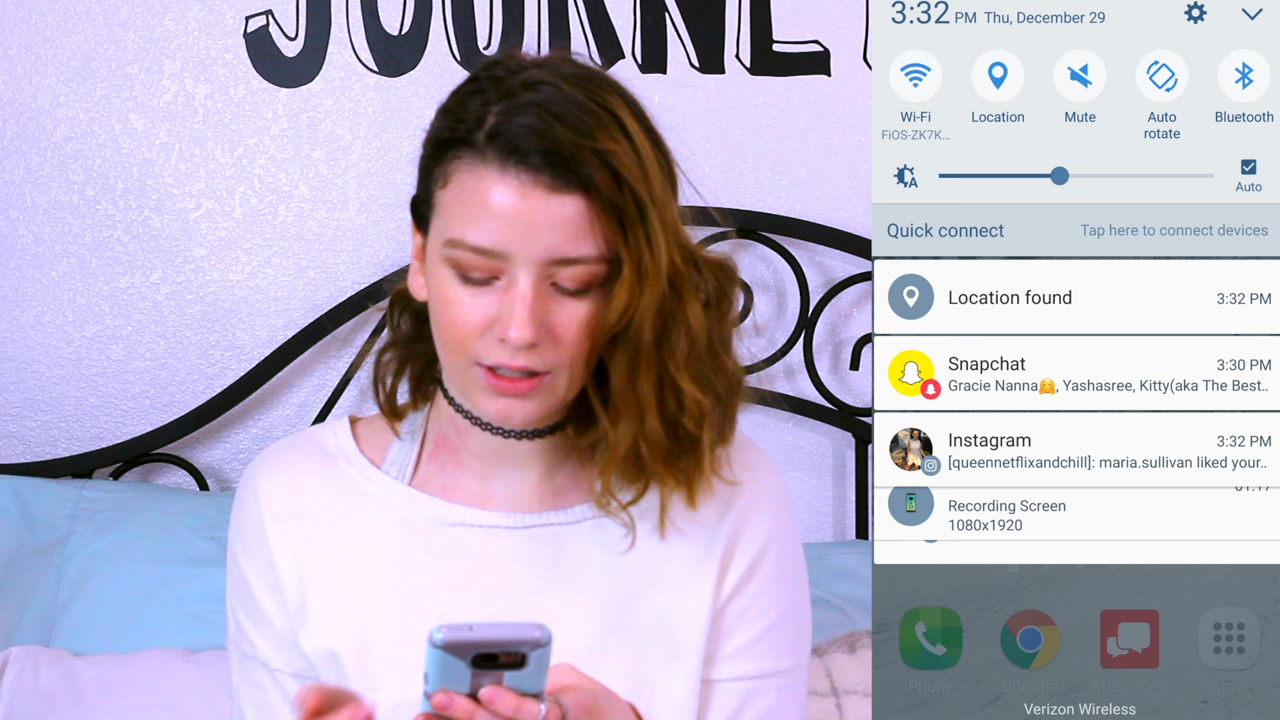 JOURNE
3:32 PM Thu, December 29
Wi-Fi
FiOS-ZK7K...
Location
Mute
Auto
rotate
Bluetooth
A
Auto
Quick connect
Tap here to connect devices
Location found
3:32 PM
Snapchat
3:30 PM
Gracie Nanna🤗, Yashasree, Kitty(aka The Best..
Instagram
3:32 PM
[queennetflixandchill]: maria.sullivan liked your..
Recording Screen
1080x1920
Phone
Chrome
Message+
Apps
Verizon Wireless